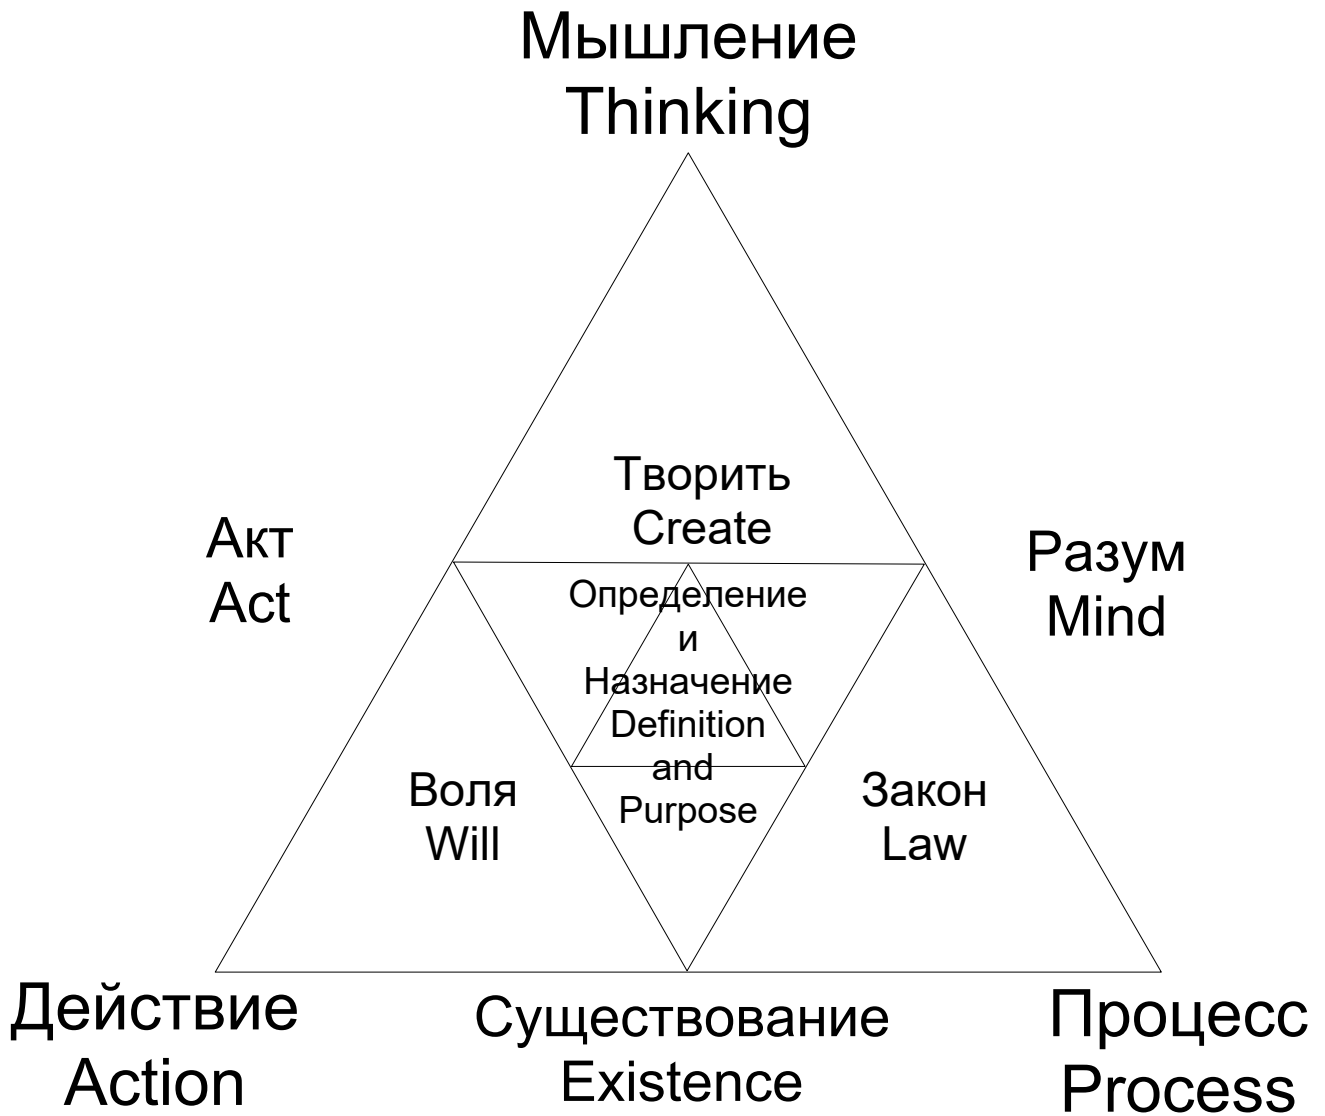 Мышление
Thinking
Творить
Create
Акт
Act
Разум
Mind
Определение
и
Назначение
Definition
and
Purpose
Воля
Will
Закон
Law
Действие
Action
Существование
Existence
Процесс
Process